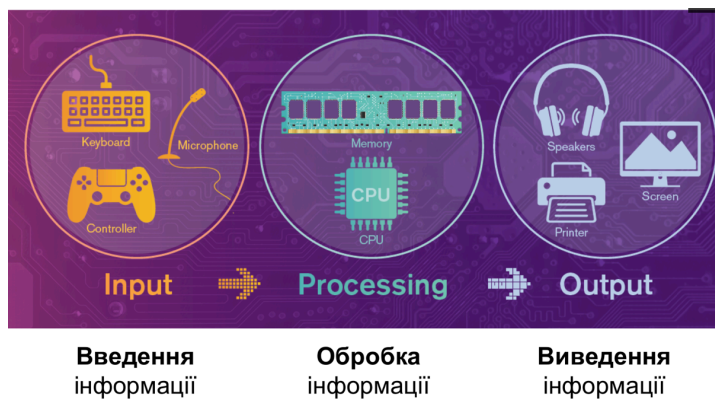 Keyboard
Microphone
Controller
Memory
CPU
CPU
Speakers
Screen
Printer
Input
Processing
Output
Введення
інформації
Обробка
інформації
Виведення
інформації